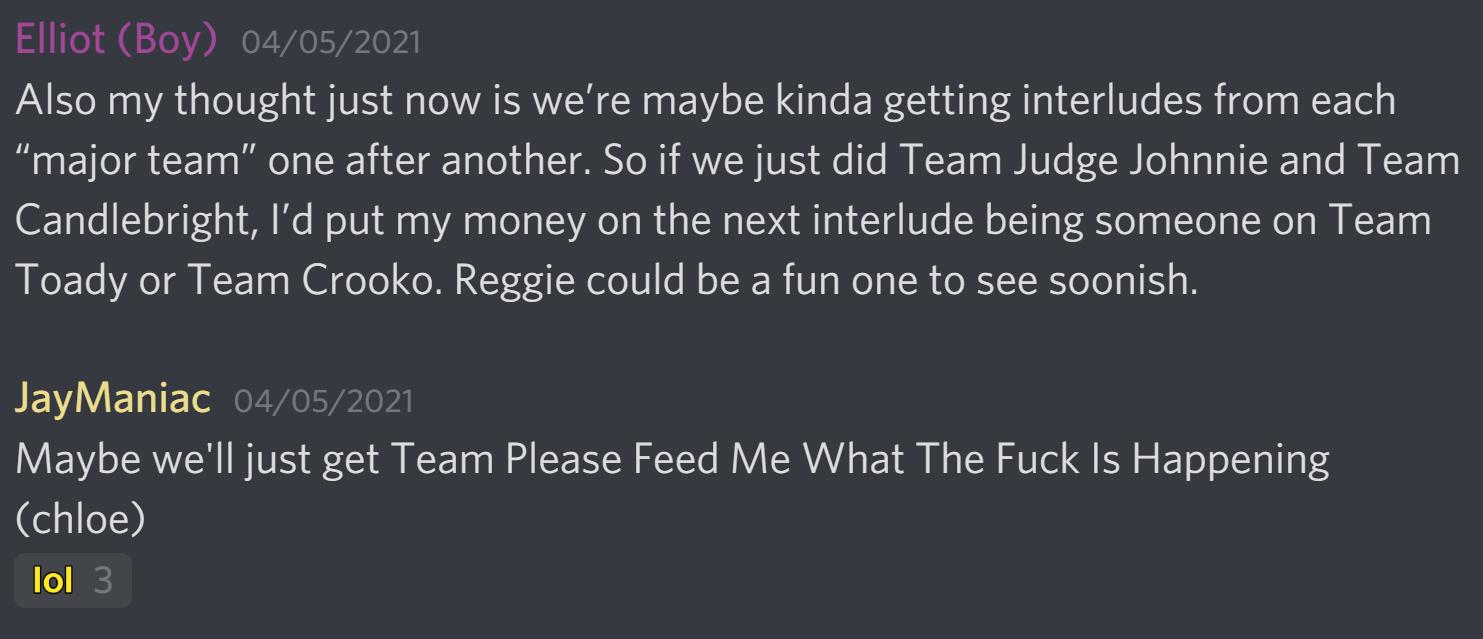 Elliot (Boy) 04/05/2021
Also my thought just now is we’re maybe kinda getting interludes from each
“major team” one after another. So if we just did Team Judge Johnnie and Team
Candlebright, I’d put my money on the next interlude being someone on Team
Toady or Team Crooko. Reggie could be a fun one to see soonish.
JayManiac 04/05/2021
Maybe we'll just get Team Please Feed Me What The Fuck Is Happening
(chloe)
lol 3